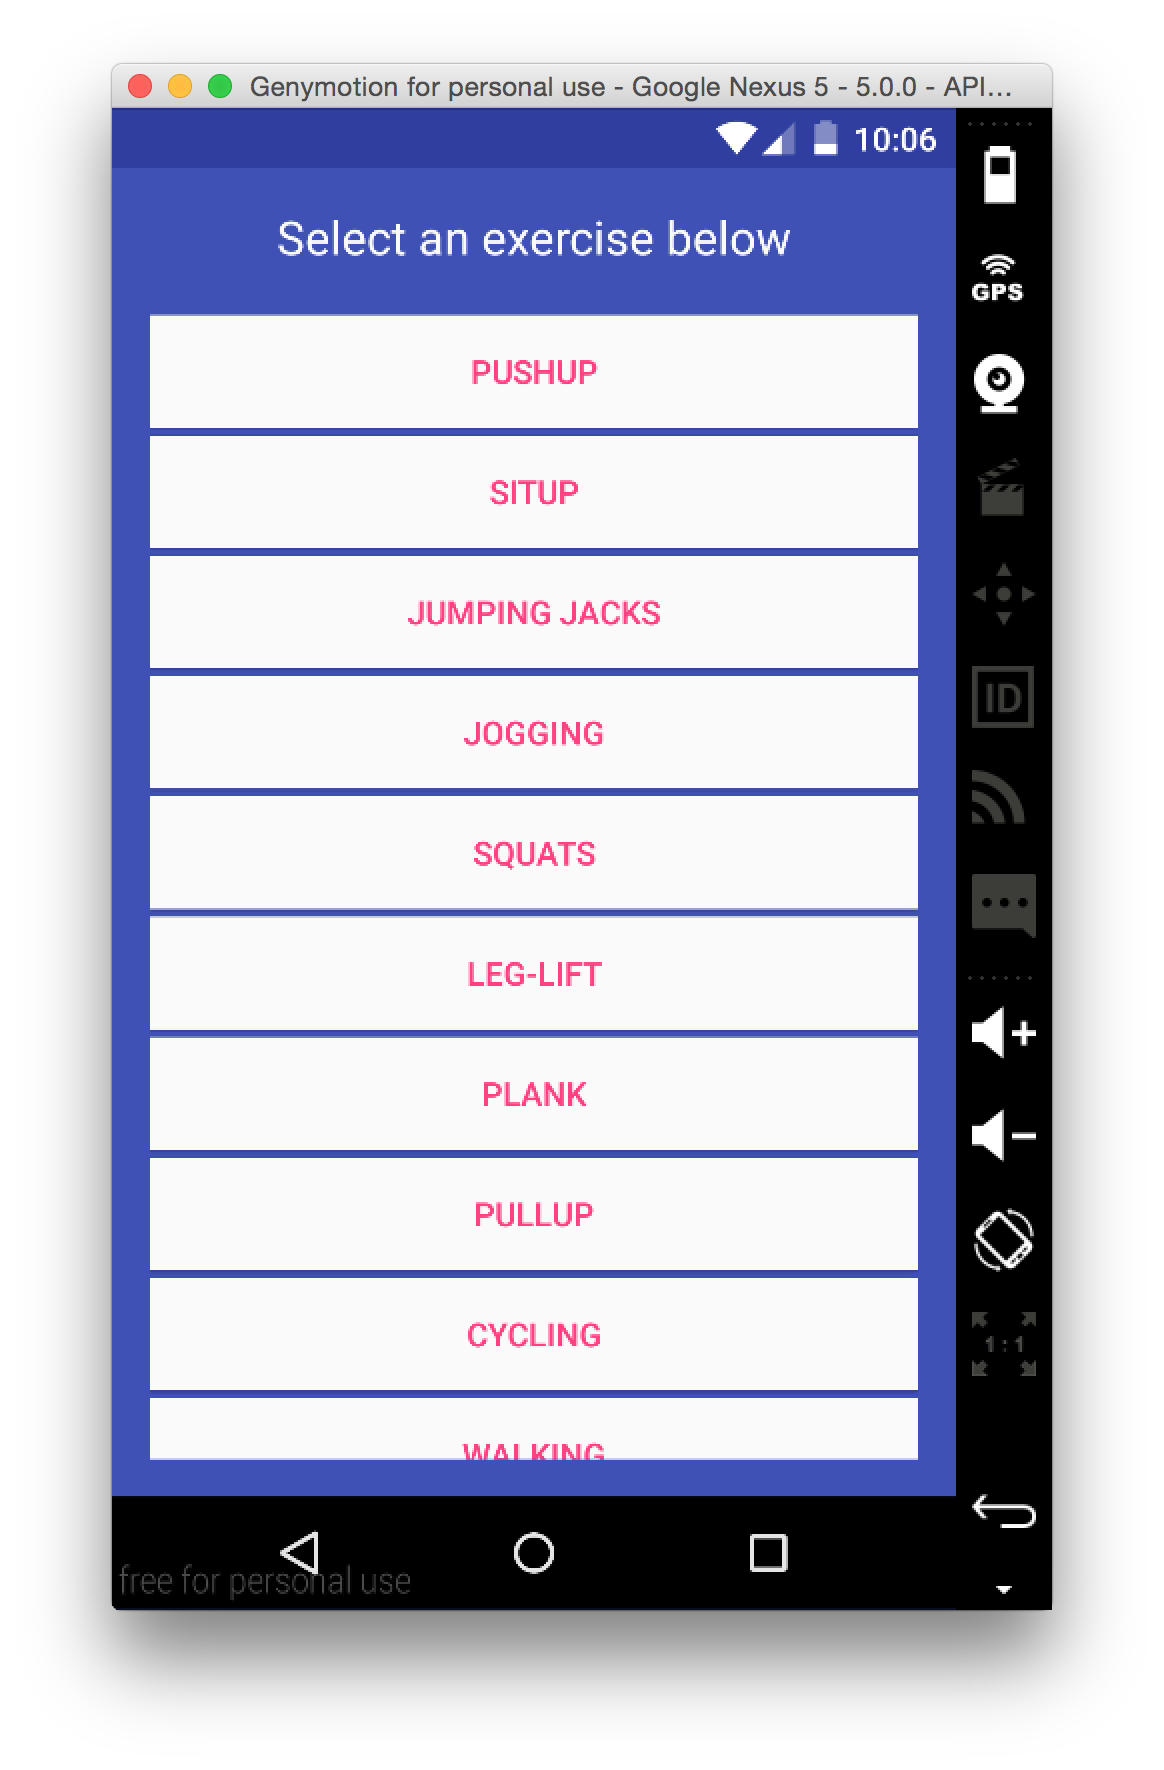 Genymotion for personal use - Google Nexus 5 - 5.0.0 - API...
10:06
Select an exercise below
GPS
PUSHUP
SITUP
JUMPING JACKS
JOGGING
ID
SQUATS
LEG-LIFT
PLANK
PULLUP
CYCLING
1 : 1
WALKING
free for personal use